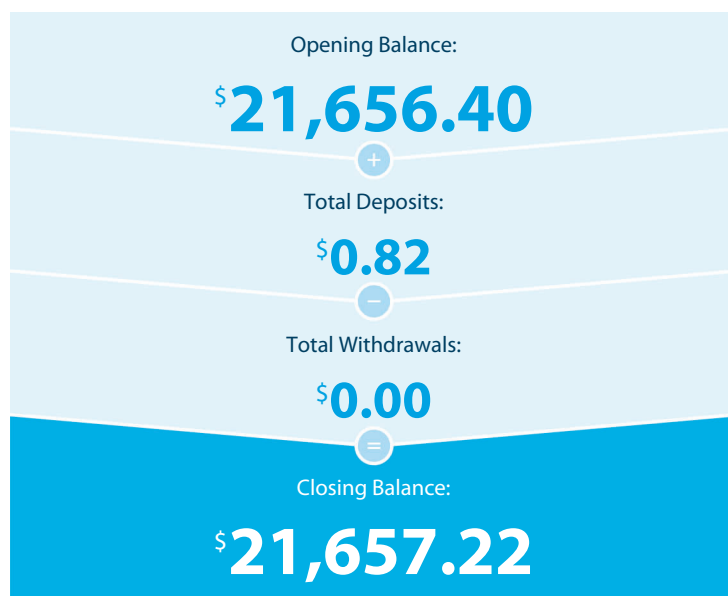 Opening Balance:
$21,656.40
+
Total Deposits:
$0.82
−
Total Withdrawals:
$0.00
=
Closing Balance:
$21,657.22